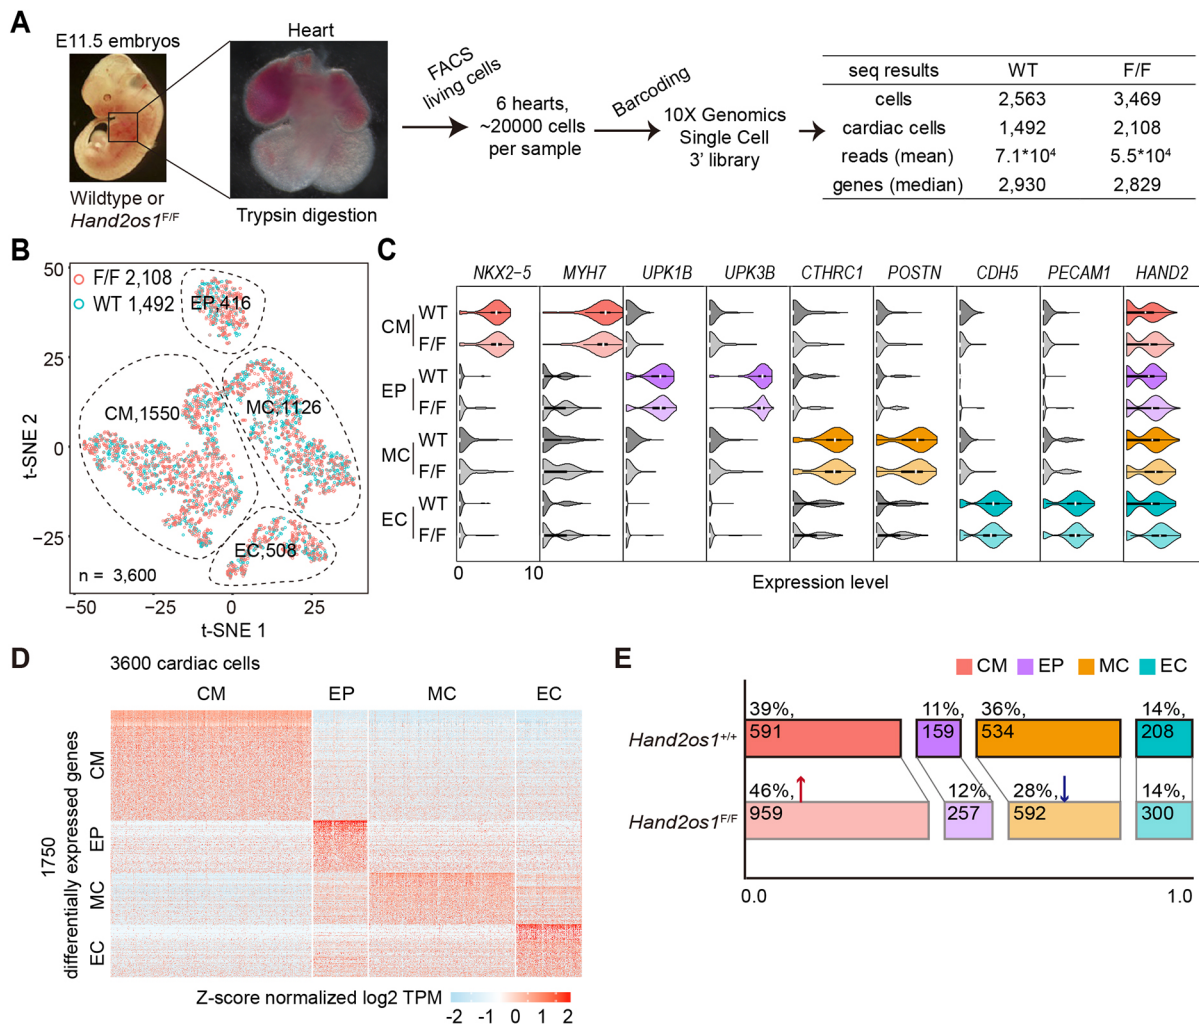 A
E11.5 embryos
Heart
Wildtype or
Hand2os1F/F
Trypsin digestion
FACS
living cells
6 hearts,
~20000 cells
per sample
Barcoding
10X Genomics
Single Cell
3' library
seq results WT F/F
cells 2,563 3,469
cardiac cells 1,492 2,108
reads (mean) 7.1*10⁴ 5.5*10⁴
genes (median) 2,930 2,829
B
F/F 2,108
WT 1,492
EP,416
CM,1550
MC,1126
EC,508
n = 3,600
50
25
0
−25
−50 −25 0 25
t-SNE 2
t-SNE 1
C
NKX2−5 MYH7 UPK1B UPK3B CTHRC1 POSTN CDH5 PECAM1 HAND2
CM WT
F/F
EP WT
F/F
MC WT
F/F
EC WT
F/F
0 10
Expression level
D
3600 cardiac cells
CM EP MC EC
1750
differentially expressed genes
CM
EP
MC
EC
Z-score normalized log2 TPM
-2 -1 0 1 2
E
CM EP MC EC
39%, 11%, 36%, 14%,
Hand2os1+/+ 591 159 534 208
46%, 12%, 28%, 14%,
Hand2os1F/F 959 257 592 300
0.0 1.0